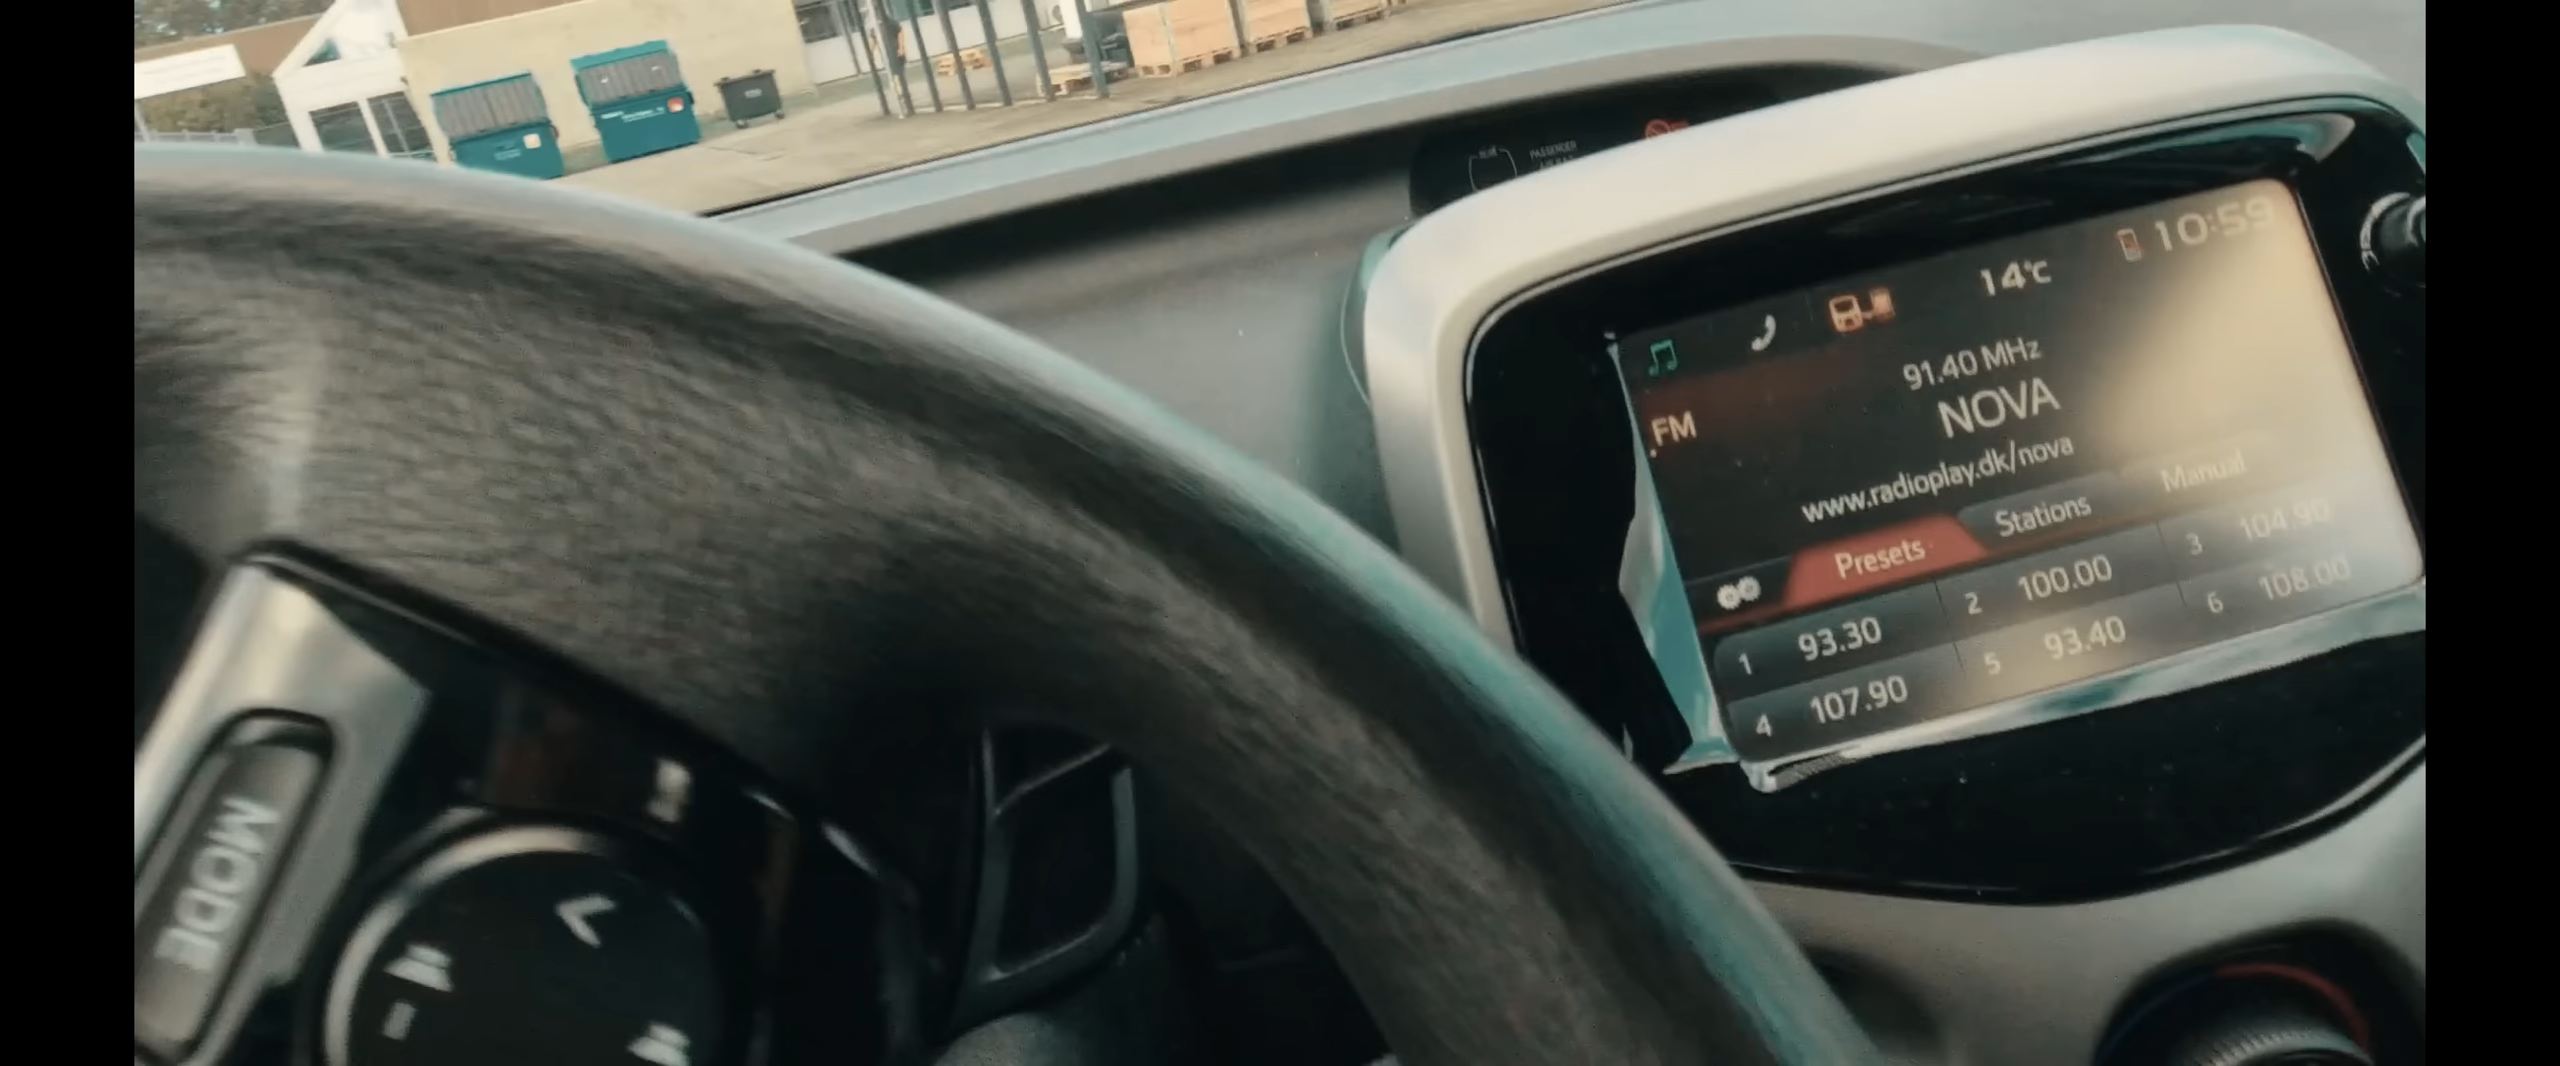 PASSENGER
10:59
14°C
91.40 MHz
FM
NOVA
www.radioplay.dk/nova
Presets
Stations
Manual
1 93.30
2 100.00
3 104.90
4 107.90
5 93.40
6 108.00
MODE